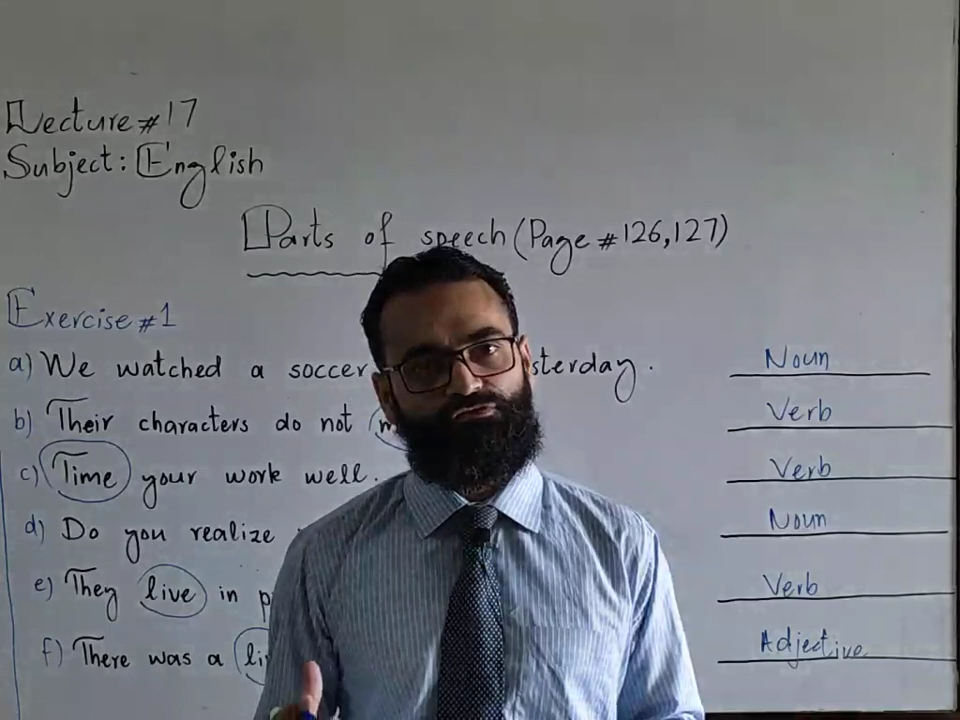 Lecture #17
Subject: English
Parts of speech (Page #126,127)
Exercise #1
a) We watched a soccer Noun
b) Their characters do not Verb
c) Time your work well. Verb
d) Do you realize Noun
e) They live in Verb
f) There was a Adjective